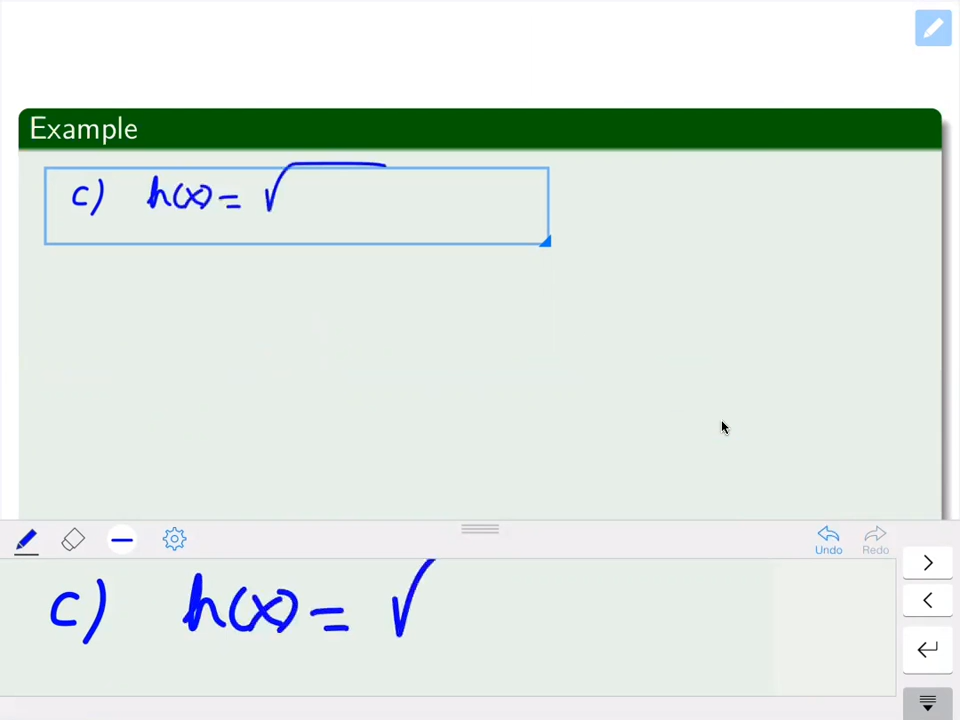 Example
c) h(x) = √
Undo Redo
c) h(x) = √